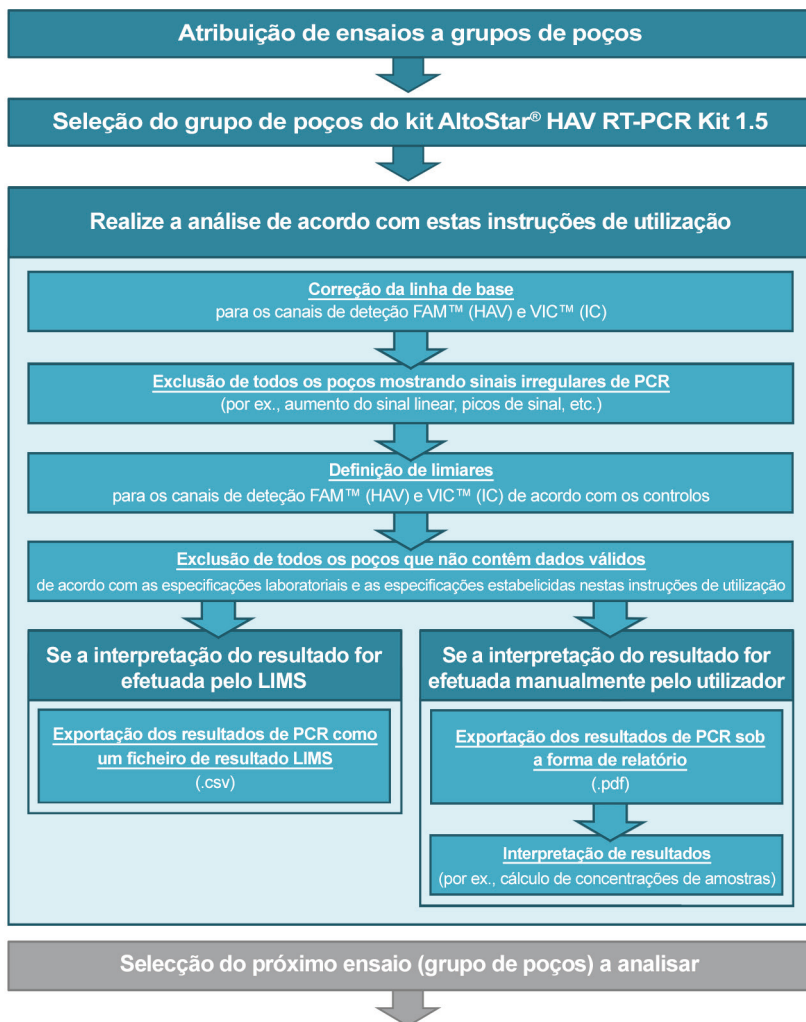 Atribuição de ensaios a grupos de poços
Seleção do grupo de poços do kit AltoStar® HAV RT-PCR Kit 1.5
Realize a análise de acordo com estas instruções de utilização
Correção da linha de base
para os canais de deteção FAM™ (HAV) e VIC™ (IC)
Exclusão de todos os poços mostrando sinais irregulares de PCR
(por ex., aumento do sinal linear, picos de sinal, etc.)
Definição de limiares
para os canais de deteção FAM™ (HAV) e VIC™ (IC) de acordo com os controlos
Exclusão de todos os poços que não contêm dados válidos
de acordo com as especificações laboratoriais e as especificações estabelicidas nestas instruções de utilização
Se a interpretação do resultado for
efetuada pelo LIMS
Exportação dos resultados de PCR como
um ficheiro de resultado LIMS
(.csv)
Se a interpretação do resultado for
efetuada manualmente pelo utilizador
Exportação dos resultados de PCR sob
a forma de relatório
(.pdf)
Interpretação de resultados
(por ex., cálculo de concentrações de amostras)
Selecção do próximo ensaio (grupo de poços) a analisar